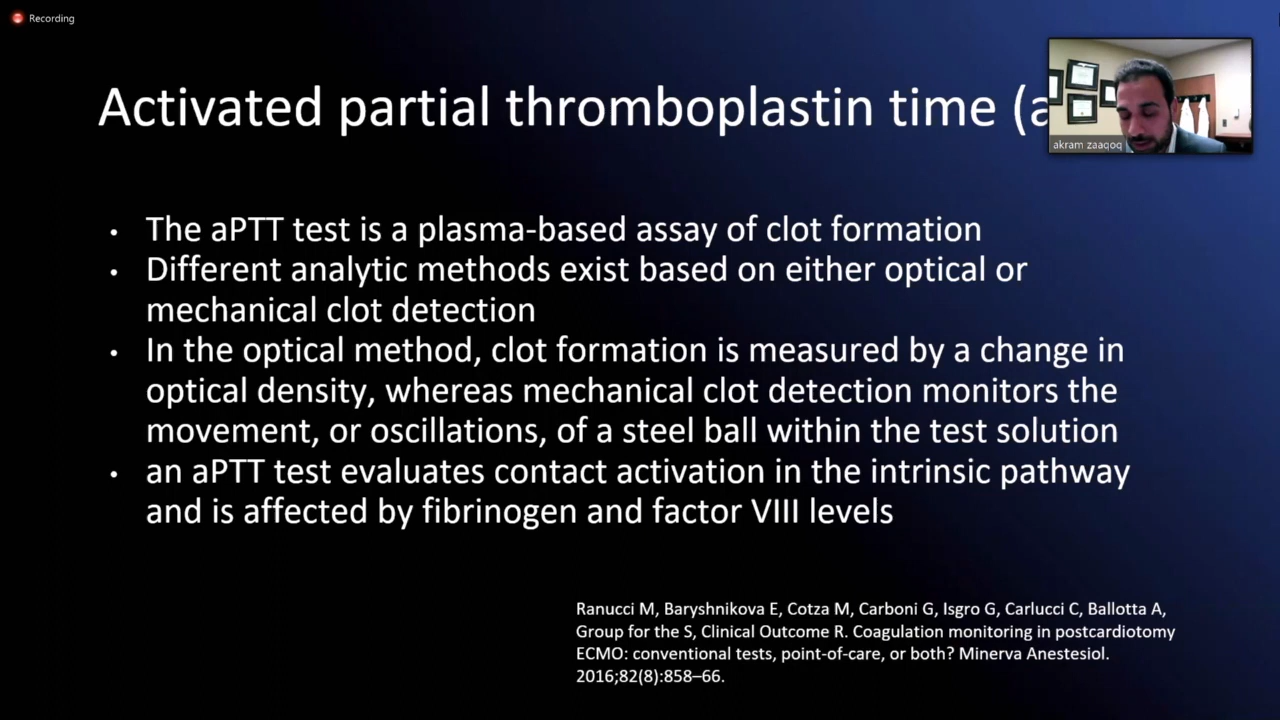 Recording
Activated partial thromboplastin time (a
akram zaaqoq
• The aPTT test is a plasma-based assay of clot formation
• Different analytic methods exist based on either optical or
mechanical clot detection
• In the optical method, clot formation is measured by a change in
optical density, whereas mechanical clot detection monitors the
movement, or oscillations, of a steel ball within the test solution
• an aPTT test evaluates contact activation in the intrinsic pathway
and is affected by fibrinogen and factor VIII levels
Ranucci M, Baryshnikova E, Cotza M, Carboni G, Isgro G, Carlucci C, Ballotta A,
Group for the S, Clinical Outcome R. Coagulation monitoring in postcardiotomy
ECMO: conventional tests, point-of-care, or both? Minerva Anestesiol.
2016;82(8):858–66.